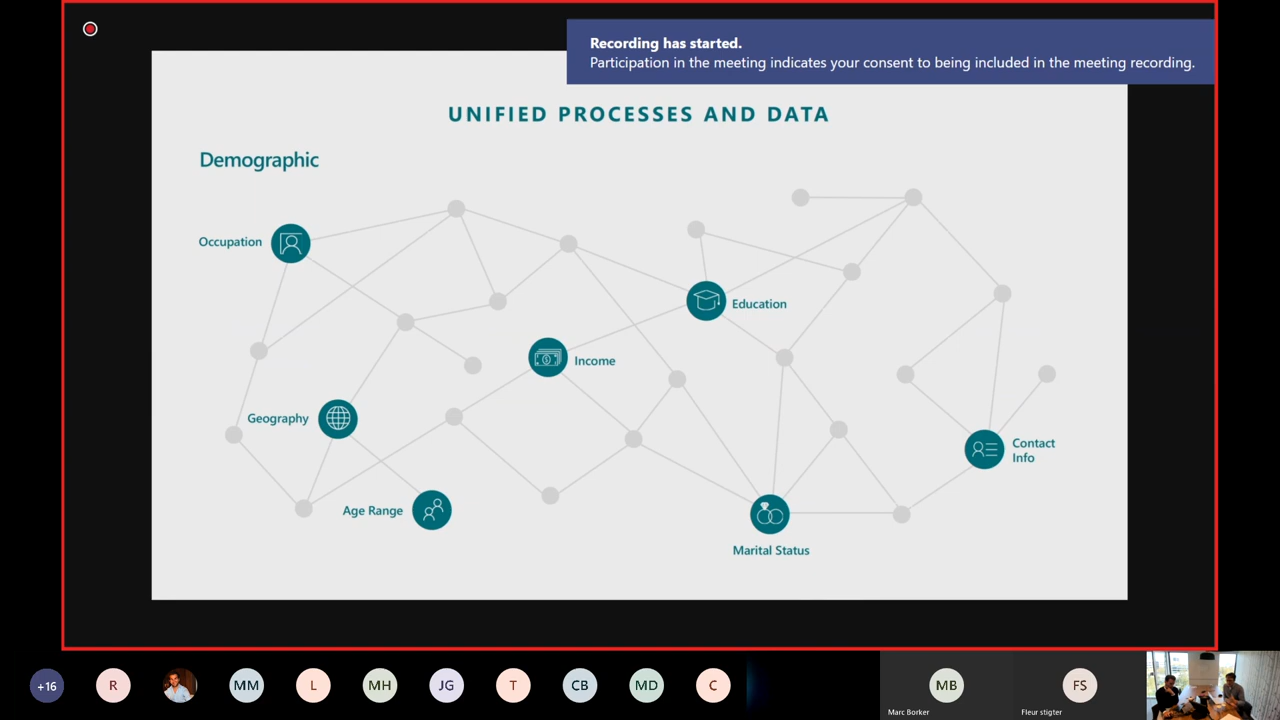 Recording has started.
Participation in the meeting indicates your consent to being included in the meeting recording.
UNIFIED PROCESSES AND DATA
Demographic
Occupation
Education
Income
Geography
Contact
Info
Age Range
Marital Status
+16
R
MM
L
MH
JG
T
CB
MD
C
MB
FS
Marc Borker
Fleur stigter